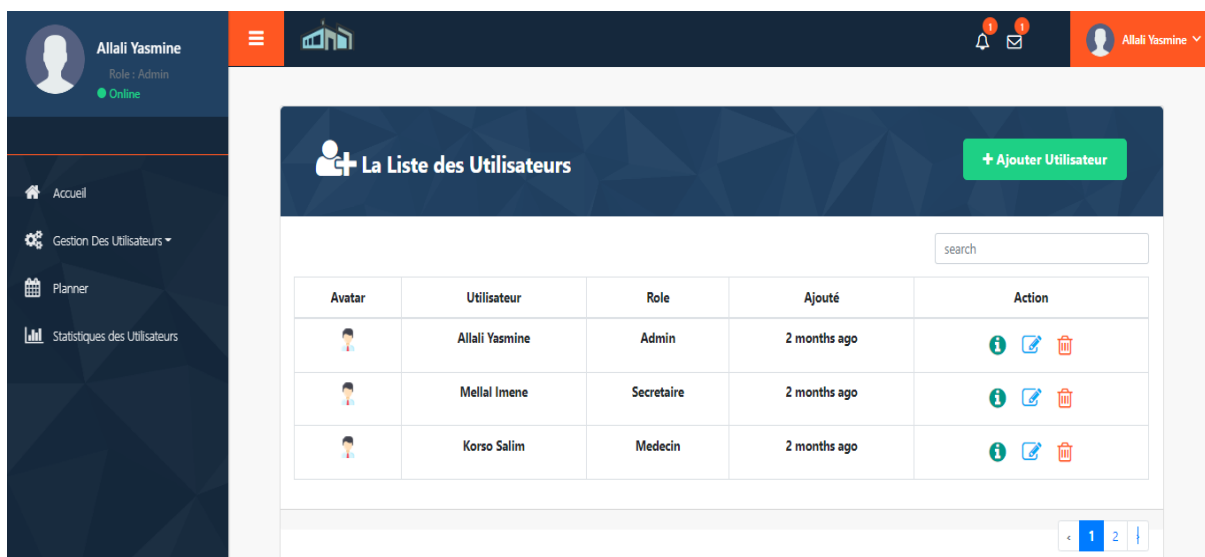 Allali Yasmine
Role : Admin
Online
1
1
Allali Yasmine
La Liste des Utilisateurs
+ Ajouter Utilisateur
Accueil
Gestion Des Utilisateurs
Planner
Statistiques des Utilisateurs
search
Avatar Utilisateur Role Ajouté Action
Allali Yasmine Admin 2 months ago
Mellal Imene Secretaire 2 months ago
Korso Salim Medecin 2 months ago
‹ 1 2 ›